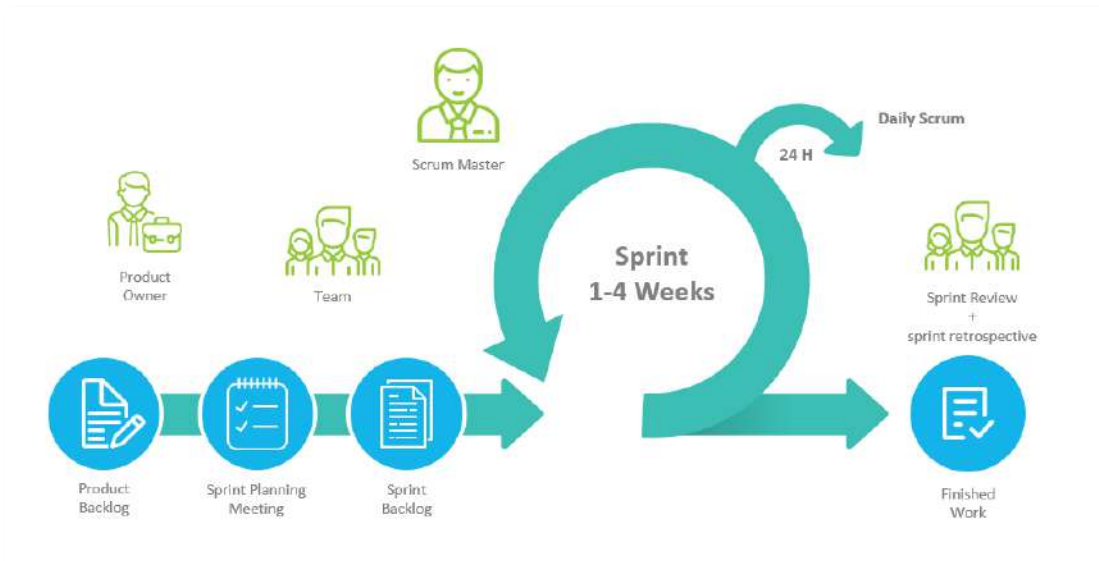 Scrum Master
Daily Scrum
24 H
Product
Owner
Team
Sprint
1-4 Weeks
Sprint Review
+
sprint retrospective
Product
Backlog
Sprint Planning
Meeting
Sprint
Backlog
Finished
Work